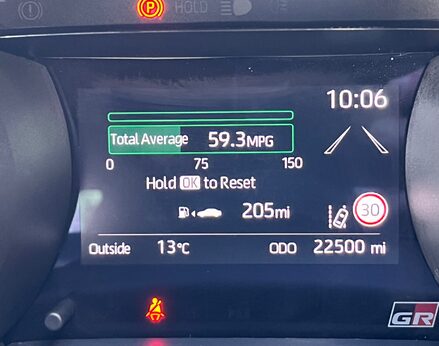 HOLD
10:06
Total Average 59.3MPG
0 75 150
Hold OK to Reset
205mi
30
Outside 13°C ODO 22500 mi
GR